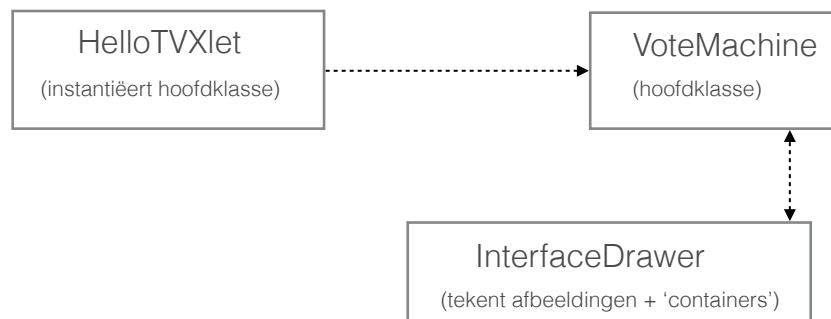 HelloTVXlet
(instantiëert hoofdklasse)
VoteMachine
(hoofdklasse)
InterfaceDrawer
(tekent afbeeldingen + ‘containers’)